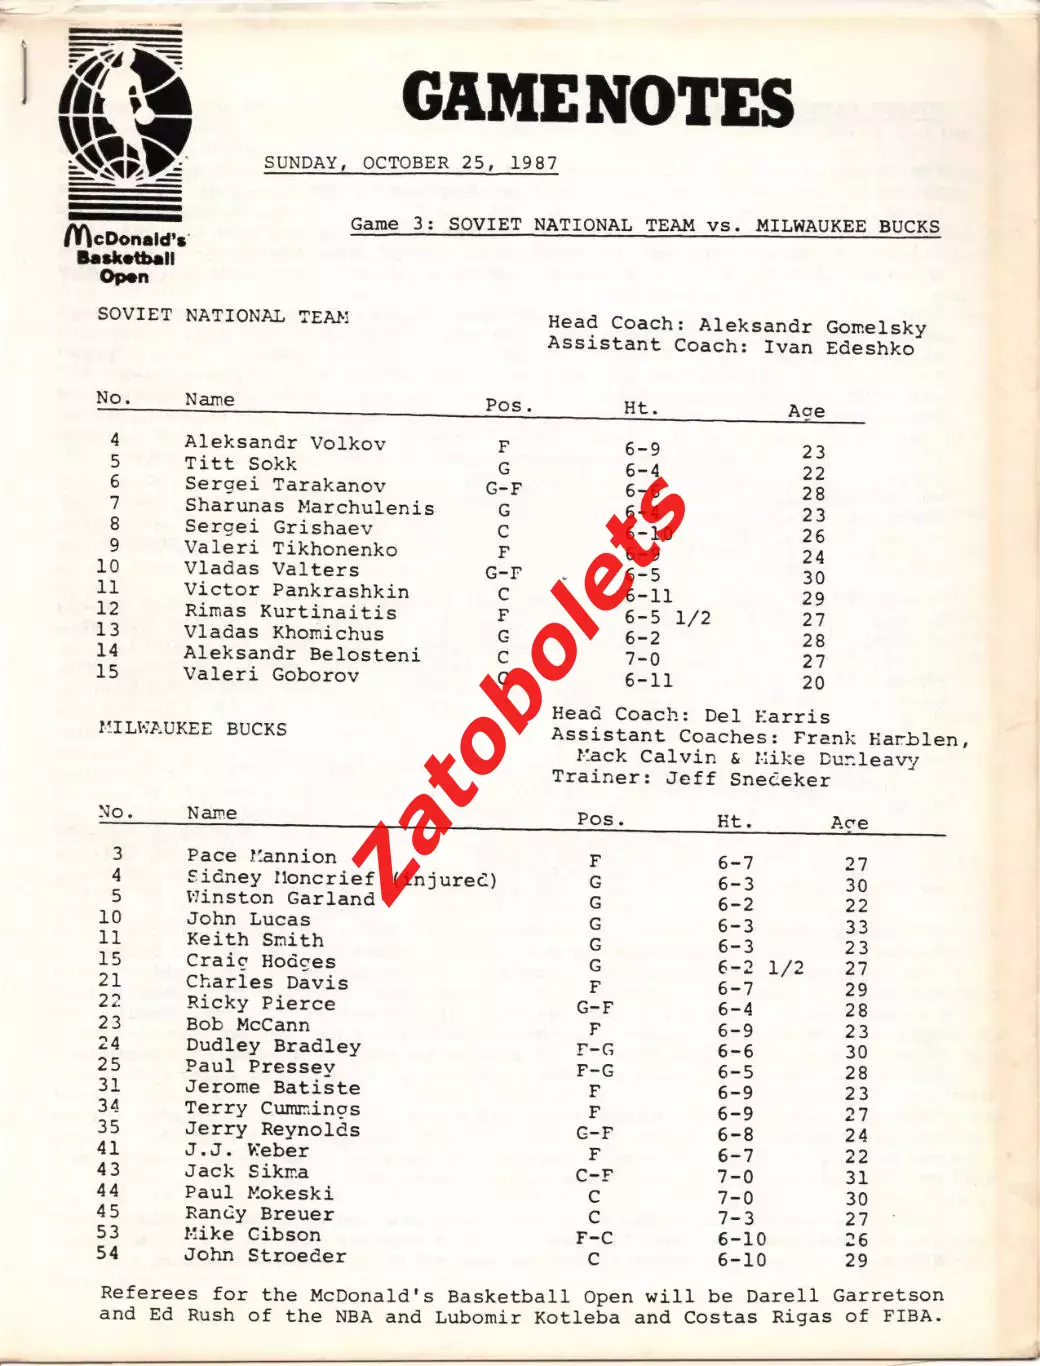 GAME NOTES
SUNDAY, OCTOBER 25, 1987
Game 3: SOVIET NATIONAL TEAM vs. MILWAUKEE BUCKS
McDonald's
Basketball
Open
SOVIET NATIONAL TEAM
Head Coach: Aleksandr Gomelsky
Assistant Coach: Ivan Edeshko
No. Name Pos. Ht. Age
4 Aleksandr Volkov F 6-9 23
5 Titt Sokk G 6-4 22
6 Sergei Tarakanov G-F 6-6 28
7 Sharunas Marchulenis G 6-4 23
8 Sergei Grishaev C 6-10 26
9 Valeri Tikhonenko F 6-9 24
10 Vladas Valters G-F 6-5 30
11 Victor Pankrashkin C 6-11 29
12 Rimas Kurtinaitis F 6-5 1/2 27
13 Vladas Khomichus G 6-2 28
14 Aleksandr Belosteni C 7-0 27
15 Valeri Goborov C 6-11 20
MILWAUKEE BUCKS
Head Coach: Del Harris
Assistant Coaches: Frank Hamblen,
Mack Calvin & Mike Dunleavy
Trainer: Jeff Snedeker
No. Name Pos. Ht. Age
3 Pace Mannion F 6-7 27
4 Sidney Moncrief (injured) G 6-3 30
5 Winston Garland G 6-2 22
10 John Lucas G 6-3 33
11 Keith Smith G 6-3 23
15 Craig Hodges G 6-2 1/2 27
21 Charles Davis F 6-7 29
22 Ricky Pierce G-F 6-4 28
23 Bob McCann F 6-9 23
24 Dudley Bradley F-G 6-6 30
25 Paul Pressey F-G 6-5 28
31 Jerome Batiste F 6-9 23
34 Terry Cummings F 6-9 27
35 Jerry Reynolds G-F 6-8 24
41 J.J. Weber F 6-7 22
43 Jack Sikma C-F 7-0 31
44 Paul Mokeski C 7-0 30
45 Randy Breuer C 7-3 27
53 Mike Gibson F-C 6-10 26
54 John Stroeder C 6-10 29
Referees for the McDonald's Basketball Open will be Darell Garretson
and Ed Rush of the NBA and Lubomir Kotleba and Costas Rigas of FIBA.
Zatobolets